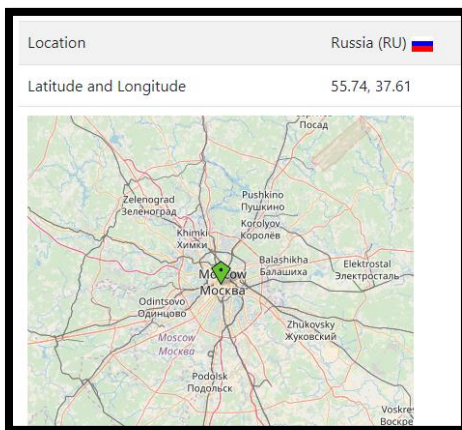 Location Russia (RU)
Latitude and Longitude 55.74, 37.61
Посад
Zelenograd
Зеленоград
Pushkino
Пушкино
Khimki
Химки
Korolyov
Королёв
Balashikha
Балашиха
Elektrostal
Электросталь
Москва
Odintsovo
Одинцово
Zhukovsky
Жуковский
Moscow
Москва
Podolsk
Подольск